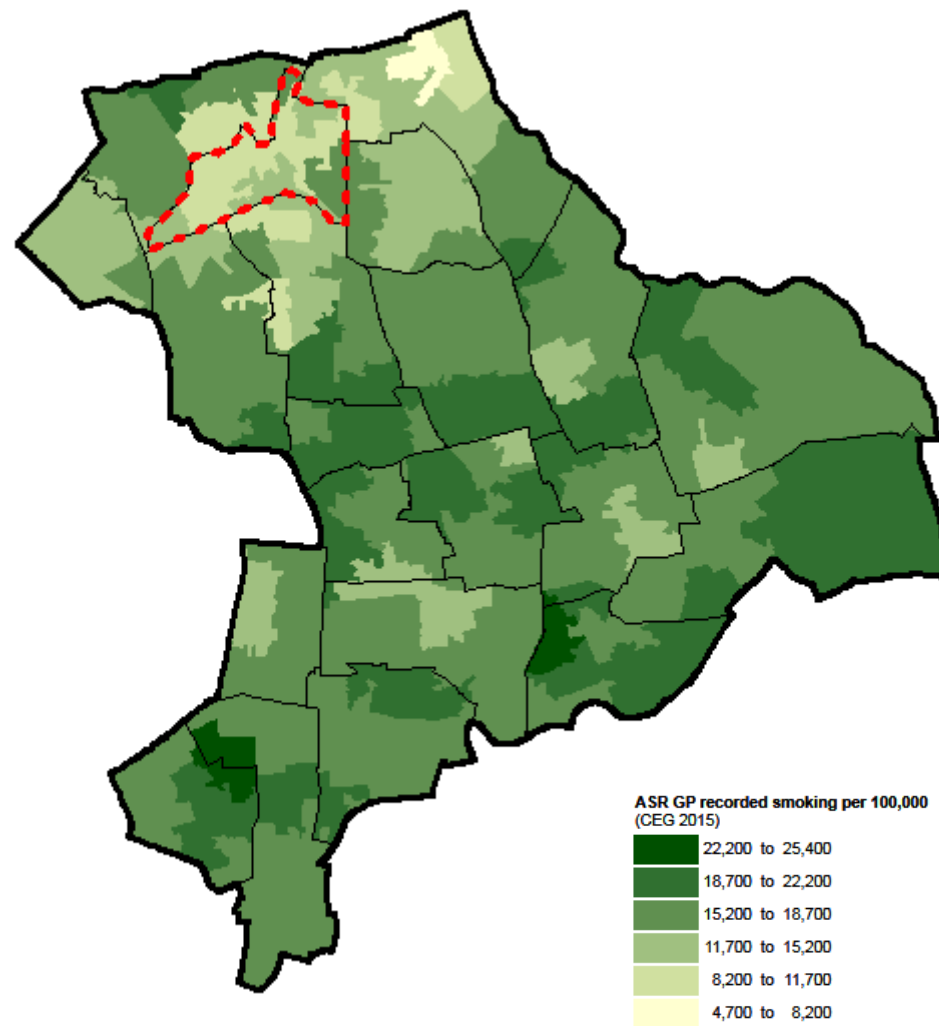 ASR GP recorded smoking per 100,000
(CEG 2015)
22,200 to 25,400
18,700 to 22,200
15,200 to 18,700
11,700 to 15,200
8,200 to 11,700
4,700 to 8,200